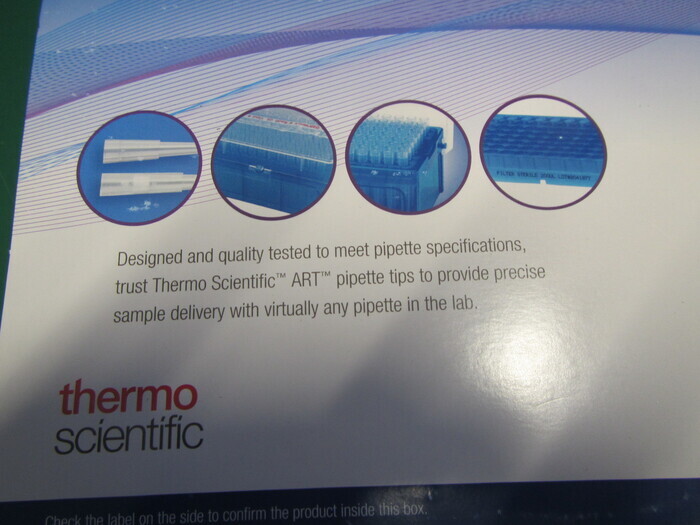 Designed and quality tested to meet pipette specifications,
trust Thermo Scientific™ ART™ pipette tips to provide precise
sample delivery with virtually any pipette in the lab.
thermo
scientific
Check the label on the side to confirm the product inside this box.